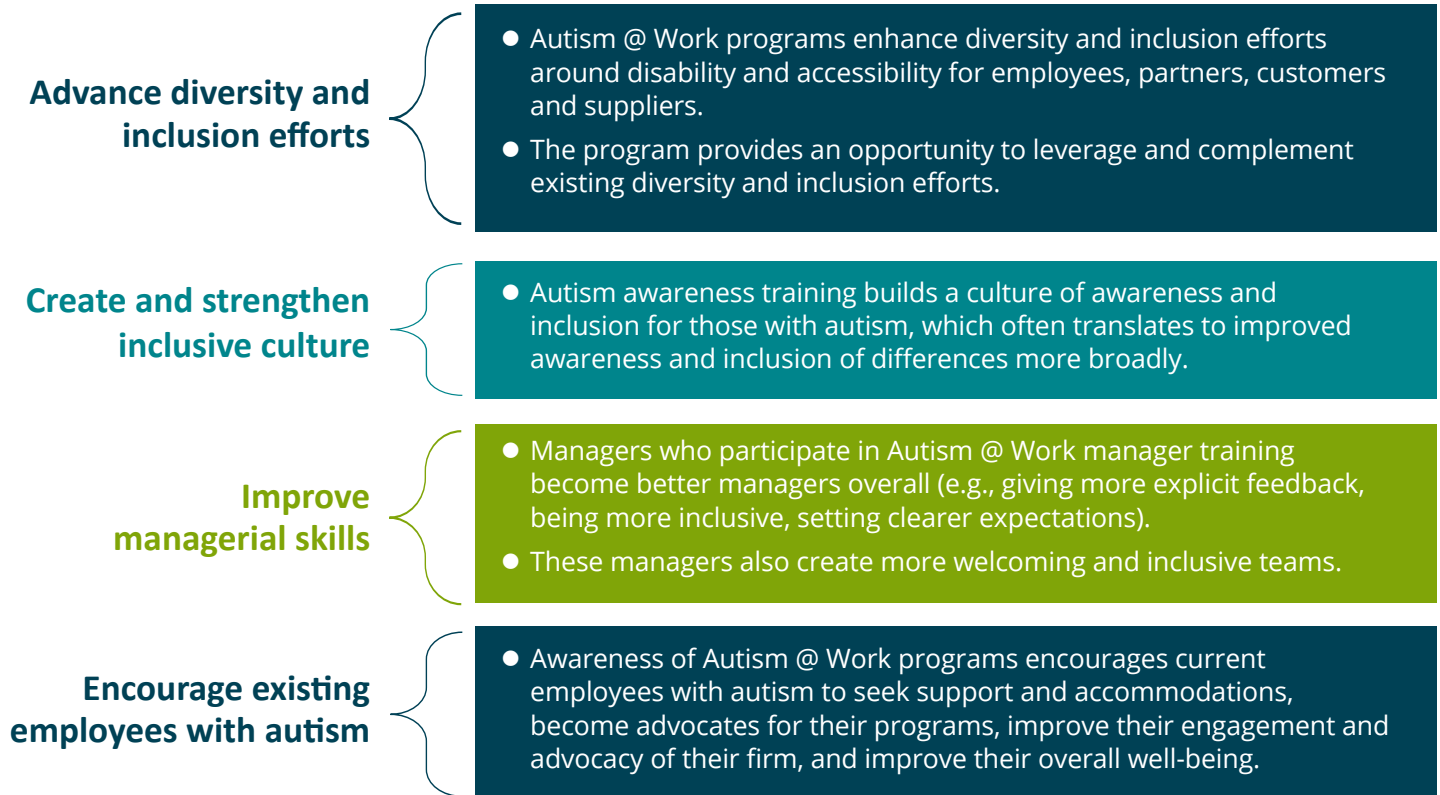 Advance diversity and
inclusion efforts
● Autism @ Work programs enhance diversity and inclusion efforts
around disability and accessibility for employees, partners, customers
and suppliers.
● The program provides an opportunity to leverage and complement
existing diversity and inclusion efforts.
Create and strengthen
inclusive culture
● Autism awareness training builds a culture of awareness and
inclusion for those with autism, which often translates to improved
awareness and inclusion of differences more broadly.
Improve
managerial skills
● Managers who participate in Autism @ Work manager training
become better managers overall (e.g., giving more explicit feedback,
being more inclusive, setting clearer expectations).
● These managers also create more welcoming and inclusive teams.
Encourage existing
employees with autism
● Awareness of Autism @ Work programs encourages current
employees with autism to seek support and accommodations,
become advocates for their programs, improve their engagement and
advocacy of their firm, and improve their overall well-being.